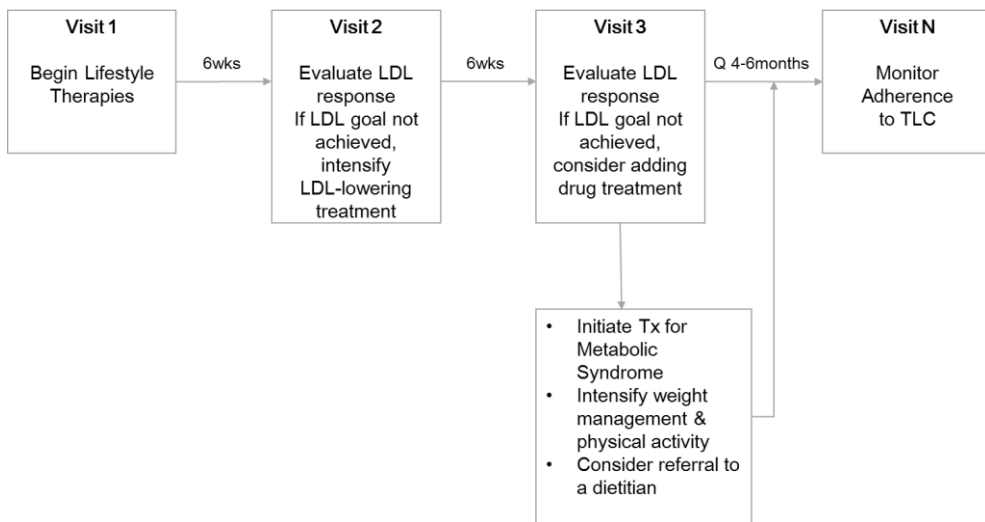 Visit 1
Begin Lifestyle
Therapies
6wks
Visit 2
Evaluate LDL
response
If LDL goal not
achieved,
intensify
LDL-lowering
treatment
6wks
Visit 3
Evaluate LDL
response
If LDL goal not
achieved,
consider adding
drug treatment
Q 4-6months
Visit N
Monitor
Adherence
to TLC
• Initiate Tx for
Metabolic
Syndrome
• Intensify weight
management &
physical activity
• Consider referral to
a dietitian